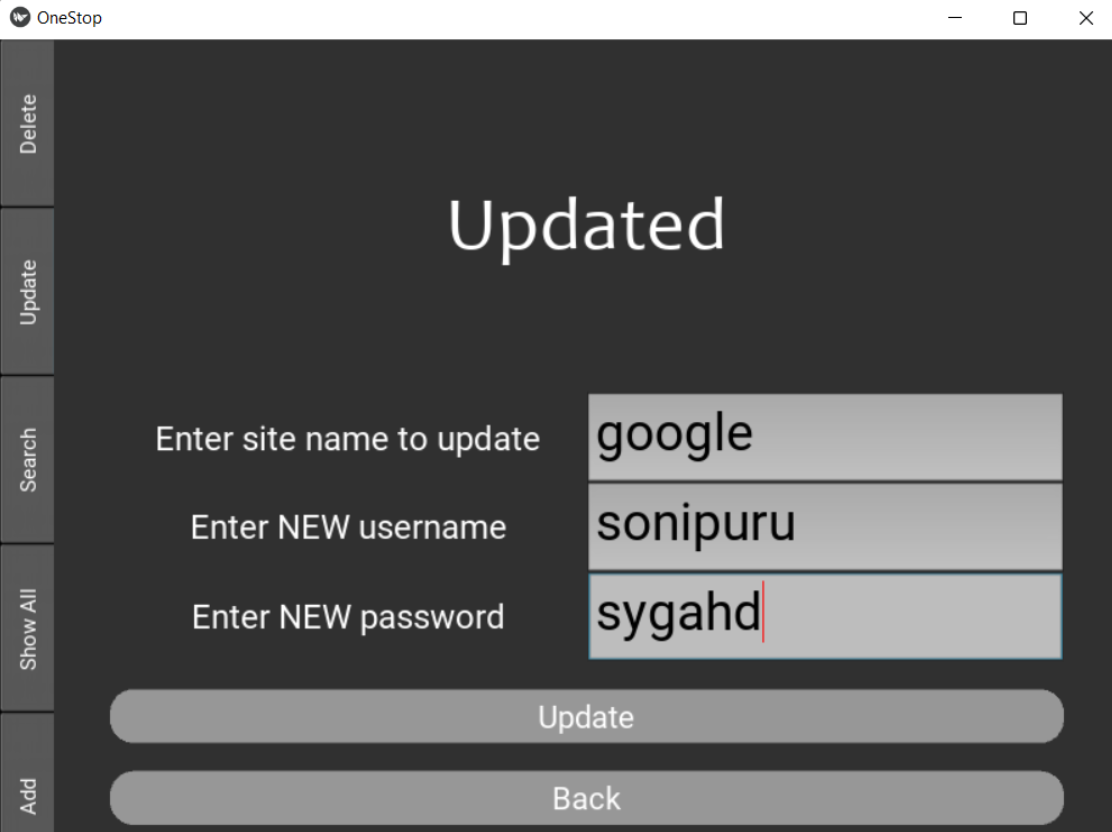 OneStop
Delete
Update
Search
Show All
Add
Updated
Enter site name to update
google
Enter NEW username
sonipuru
Enter NEW password
sygahd
Update
Back